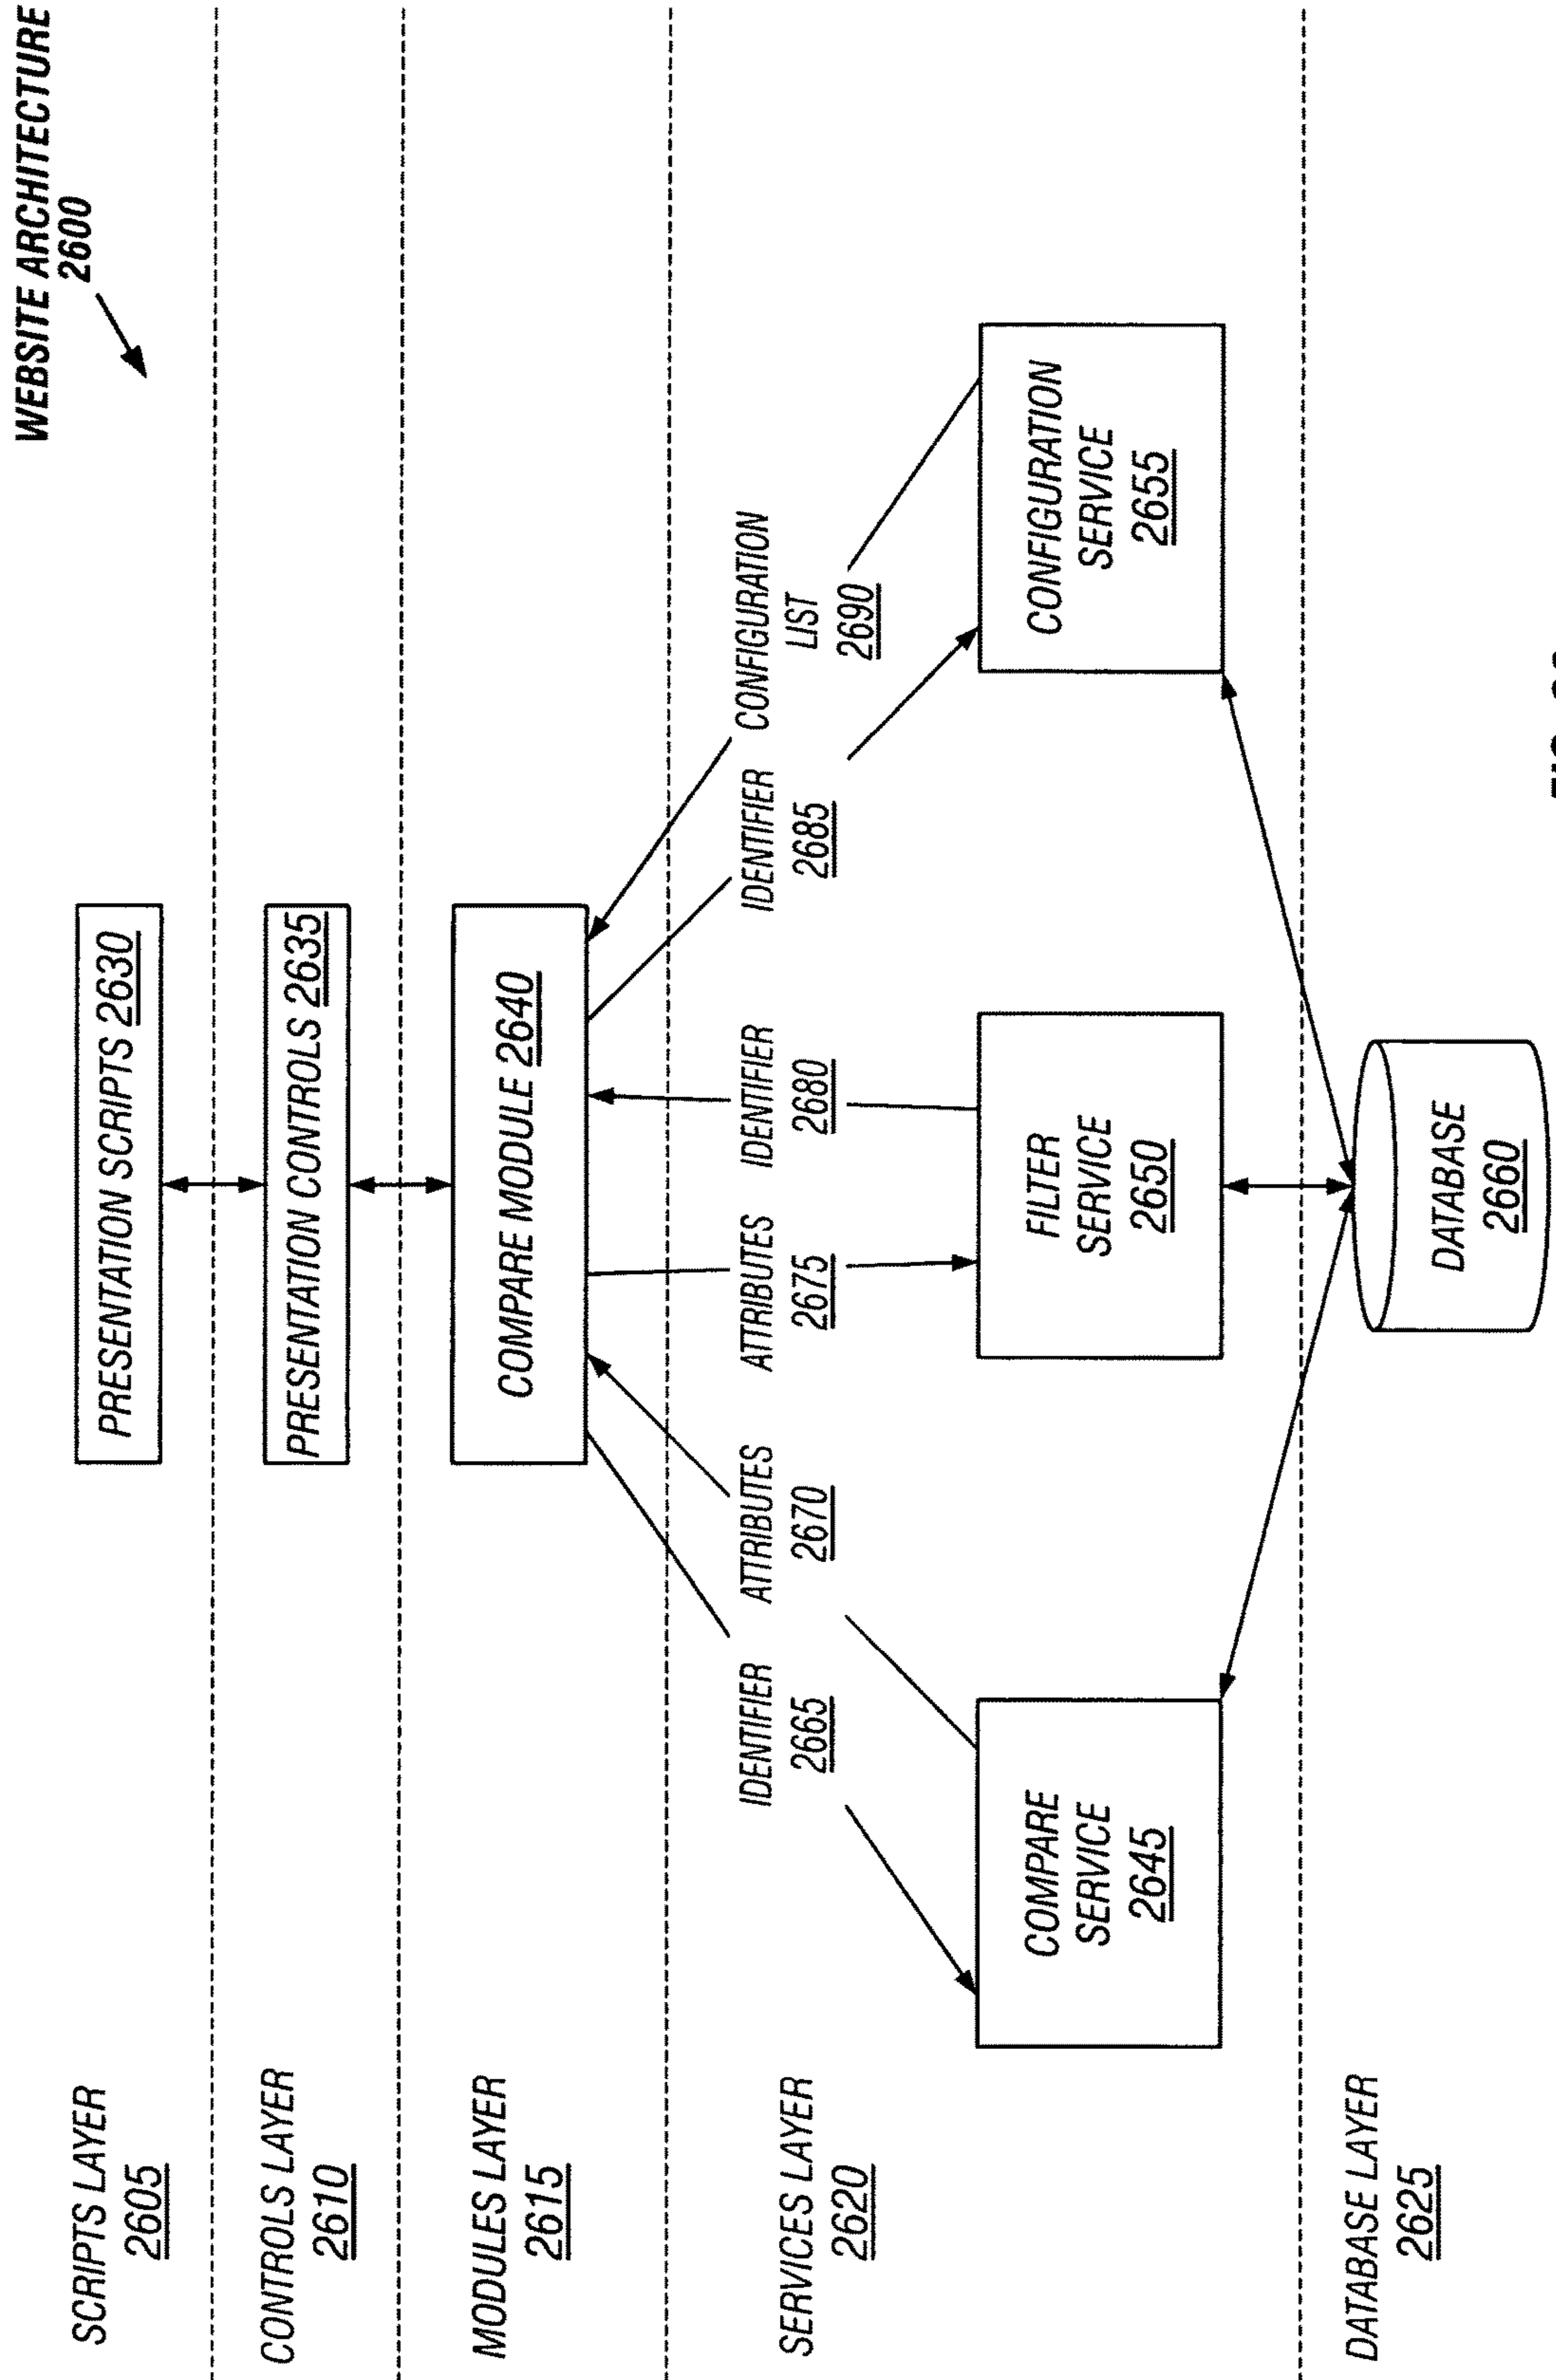 WEBSITE ARCHITECTURE
2600
SCRIPTS LAYER
2605
PRESENTATION SCRIPTS 2630
CONTROLS LAYER
2610
PRESENTATION CONTROLS 2635
MODULES LAYER
2615
COMPARE MODULE 2640
SERVICES LAYER
2620
IDENTIFIER
2665
ATTRIBUTES
2670
ATTRIBUTES
2675
IDENTIFIER
2680
IDENTIFIER
2685
CONFIGURATION
LIST
2690
COMPARE
SERVICE
2645
FILTER
SERVICE
2650
CONFIGURATION
SERVICE
2655
DATABASE LAYER
2625
DATABASE
2660